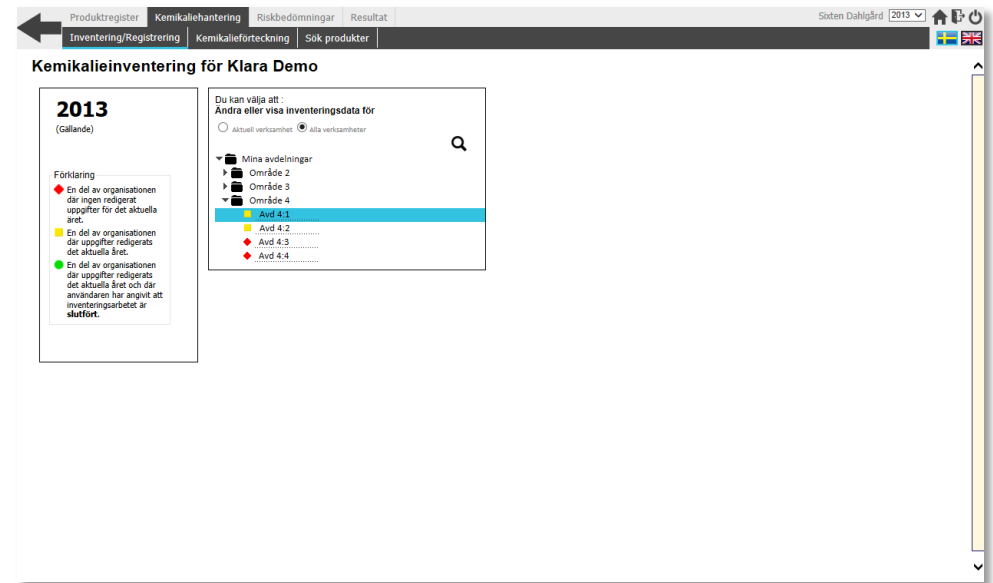 Produktregister Kemikaliehantering Riskbedömningar Resultat
Sixten Dahlgård 2013
Inventering/Registrering Kemikalieförteckning Sök produkter
Kemikalieinventering för Klara Demo
2013
(Gällande)
Förklaring
En del av organisationen
där ingen redigerat
uppgifter för det aktuella
året.
En del av organisationen
där uppgifter redigerats
det aktuella året.
En del av organisationen
där uppgifter redigerats
det aktuella året och där
användaren har angivit att
inventeringsarbetet är
slutfört.
Du kan välja att :
Ändra eller visa inventeringsdata för
Aktuell verksamhet Alla verksamheter
Mina avdelningar
Område 2
Område 3
Område 4
Avd 4:1
Avd 4:2
Avd 4:3
Avd 4:4